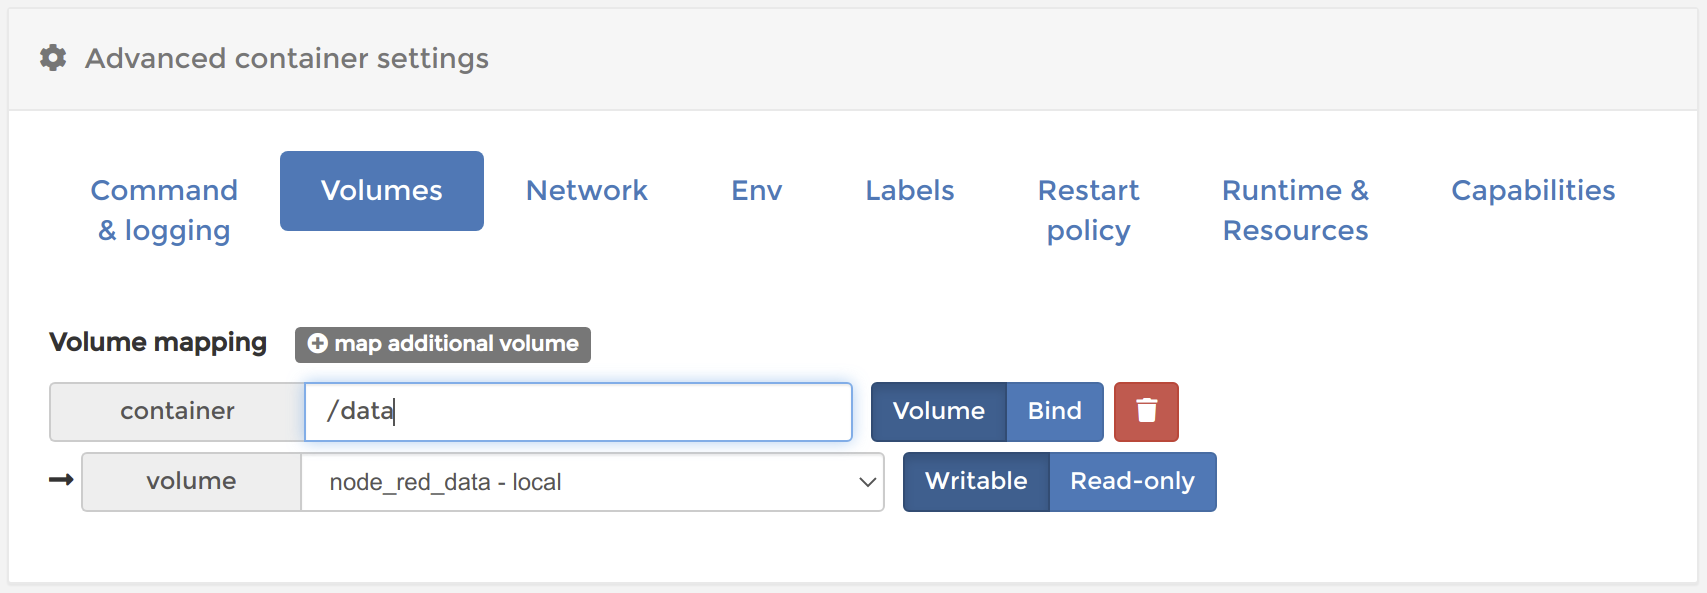 Advanced container settings
Command Volumes Network Env Labels Restart Runtime & Capabilities
& logging policy Resources
Volume mapping map additional volume
container /data Volume Bind
volume node_red_data - local Writable Read-only